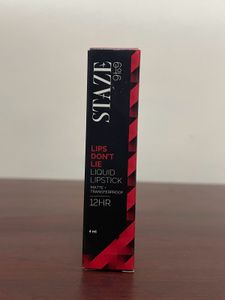 STAZE
9to9
LIPS
DON'T
LIE
LIQUID
LIPSTICK
MATTE +
TRANSFERPROOF
12HR
4 ml